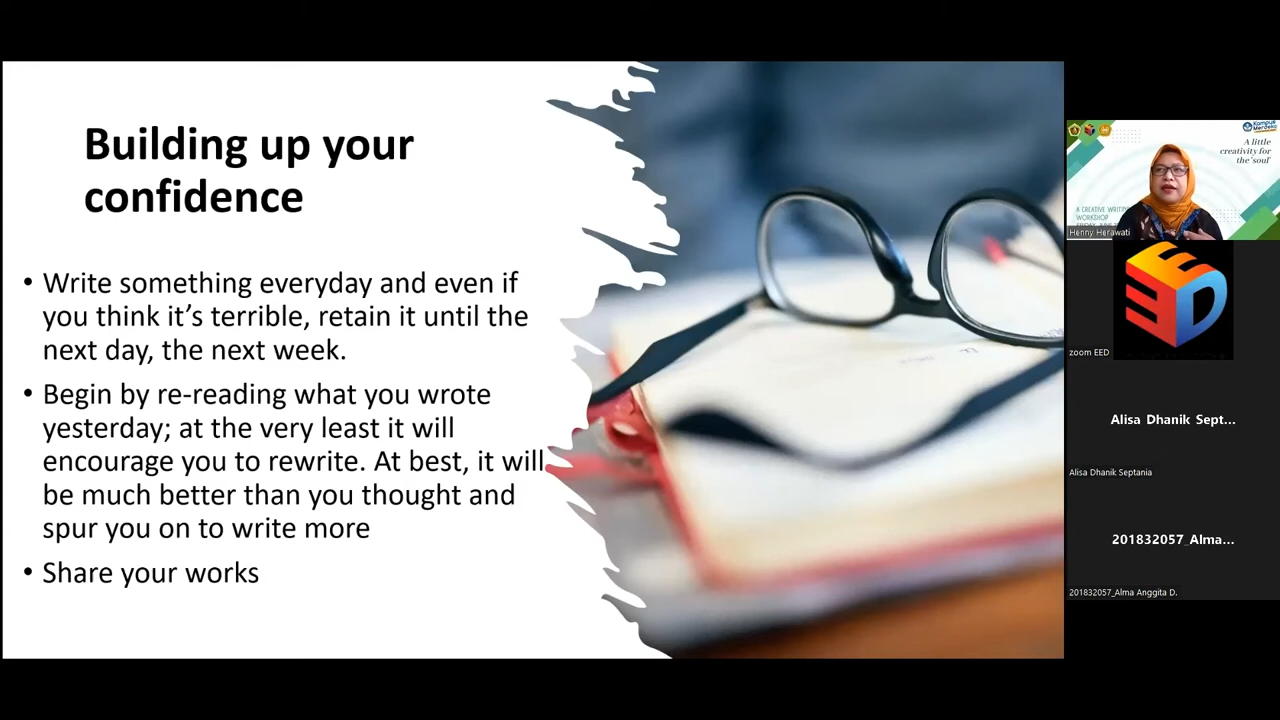 Building up your
confidence
• Write something everyday and even if
you think it’s terrible, retain it until the
next day, the next week.
• Begin by re-reading what you wrote
yesterday; at the very least it will
encourage you to rewrite. At best, it will
be much better than you thought and
spur you on to write more
• Share your works
Kampus
Merdeka
A little
creativity for
the 'soul'
A CREATIVE WRITING
WORKSHOP
Henny Herawati
EED
zoom EED
Alisa Dhanik Sept...
Alisa Dhanik Septania
201832057_Alma...
201832057_Alma Anggita D.